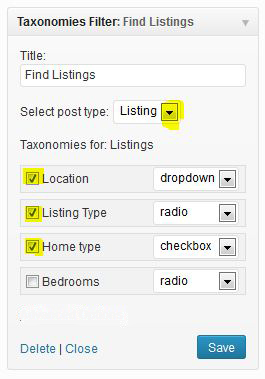 Taxonomies Filter: Find Listings
Title:
Find Listings
Select post type: Listing
Taxonomies for: Listings
Location dropdown
Listing Type radio
Home type checkbox
Bedrooms radio
Delete | Close Save